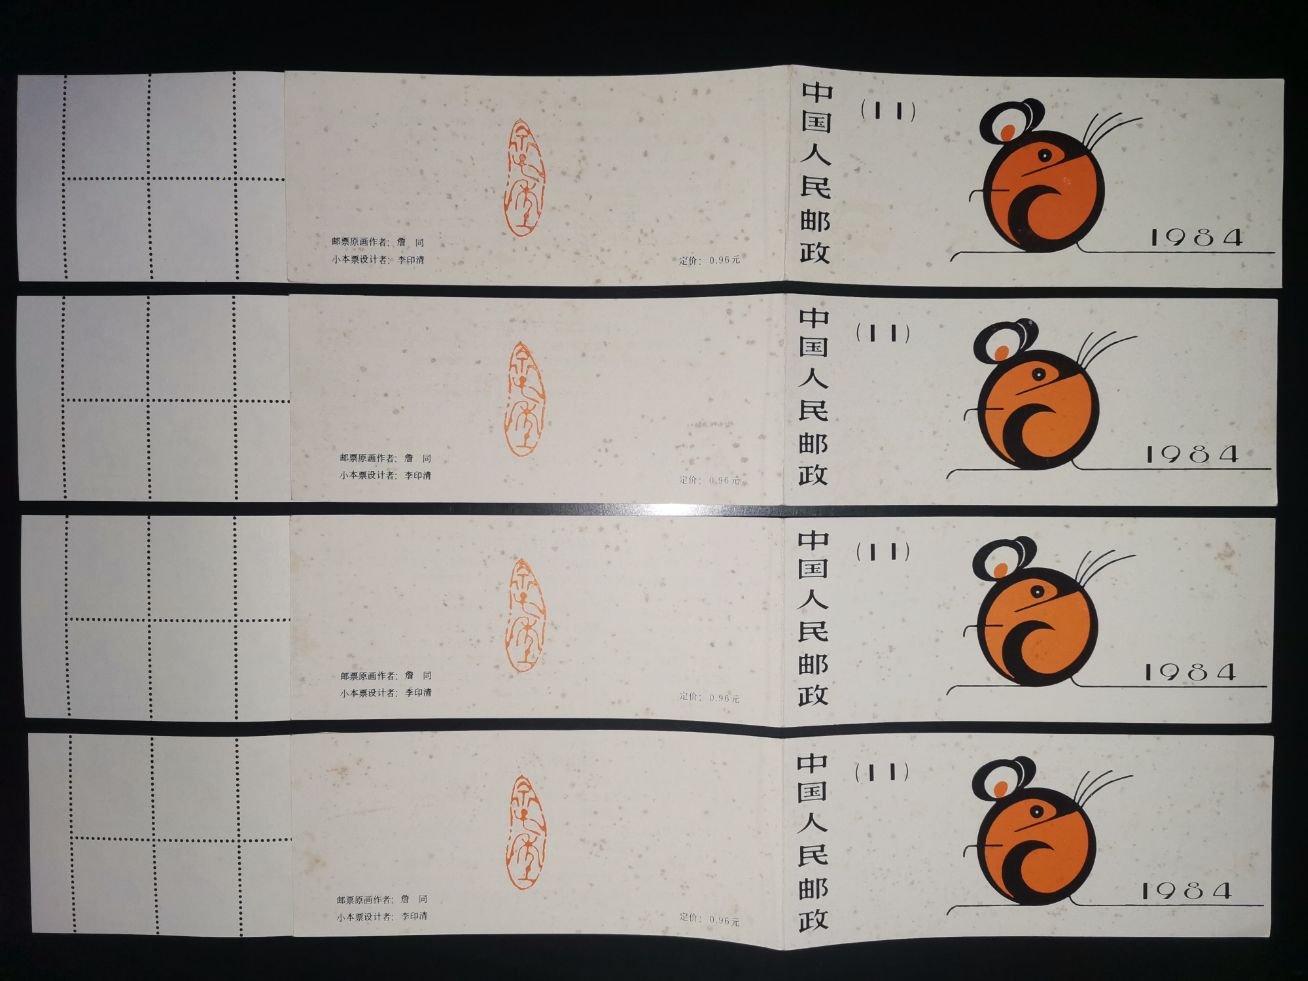 中国人民邮政
(11)
1984
邮票原画作者：詹 同
小本票设计者：李印清
定价：0.96元
中国人民邮政
(11)
1984
邮票原画作者：詹 同
小本票设计者：李印清
定价：0.96元
中国人民邮政
(11)
1984
邮票原画作者：詹 同
小本票设计者：李印清
定价：0.96元
中国人民邮政
(11)
1984
邮票原画作者：詹 同
小本票设计者：李印清
定价：0.96元